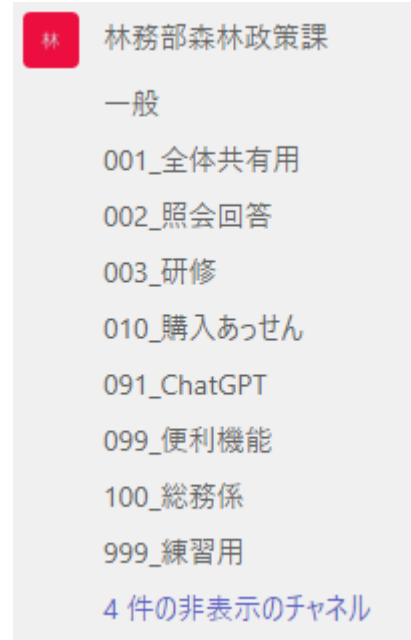 林
林務部森林政策課
一般
001_全体共有用
002_照会回答
003_研修
010_購入あっせん
091_ChatGPT
099_便利機能
100_総務係
999_練習用
4 件の非表示のチャネル